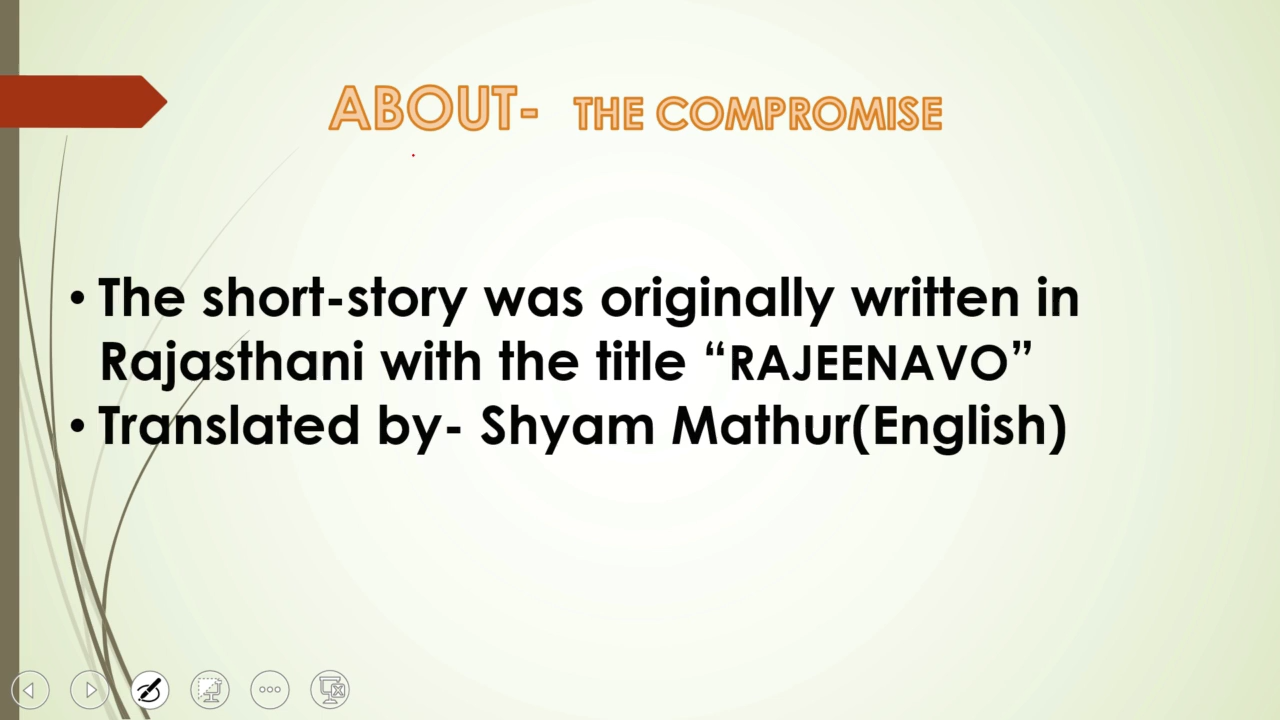 ABOUT- THE COMPROMISE
• The short-story was originally written in
Rajasthani with the title “RAJEENAVO”
• Translated by- Shyam Mathur(English)